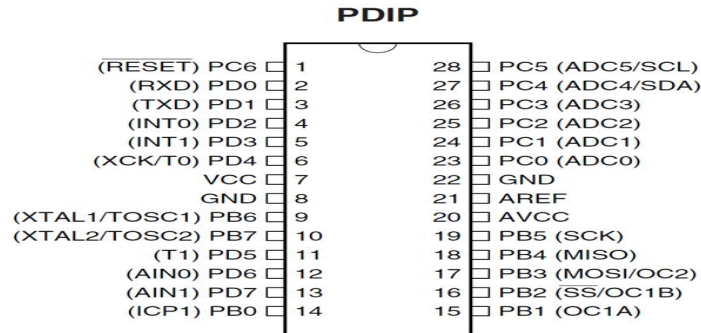 PDIP
(RESET) PC6 1 28 PC5 (ADC5/SCL)
(RXD) PD0 2 27 PC4 (ADC4/SDA)
(TXD) PD1 3 26 PC3 (ADC3)
(INT0) PD2 4 25 PC2 (ADC2)
(INT1) PD3 5 24 PC1 (ADC1)
(XCK/T0) PD4 6 23 PC0 (ADC0)
VCC 7 22 GND
GND 8 21 AREF
(XTAL1/TOSC1) PB6 9 20 AVCC
(XTAL2/TOSC2) PB7 10 19 PB5 (SCK)
(T1) PD5 11 18 PB4 (MISO)
(AIN0) PD6 12 17 PB3 (MOSI/OC2)
(AIN1) PD7 13 16 PB2 (SS/OC1B)
(ICP1) PB0 14 15 PB1 (OC1A)